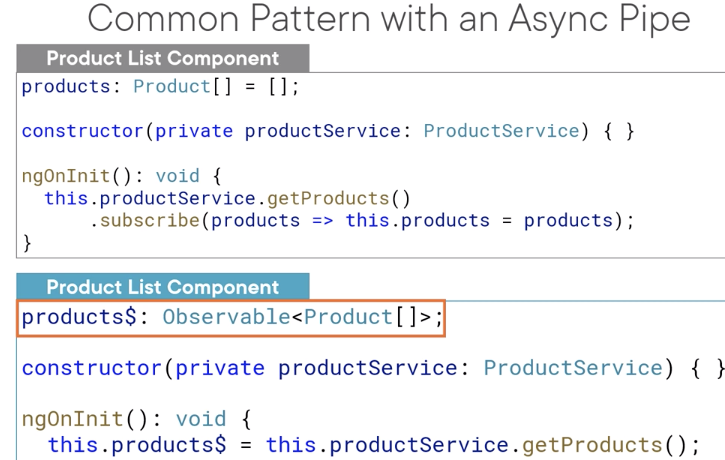 Common Pattern with an Async Pipe
Product List Component
products: Product[] = [];
constructor(private productService: ProductService) { }
ngOnInit(): void {
this.productService.getProducts()
.subscribe(products => this.products = products);
}
Product List Component
products$: Observable<Product[]>;
constructor(private productService: ProductService) { }
ngOnInit(): void {
this.products$ = this.productService.getProducts();